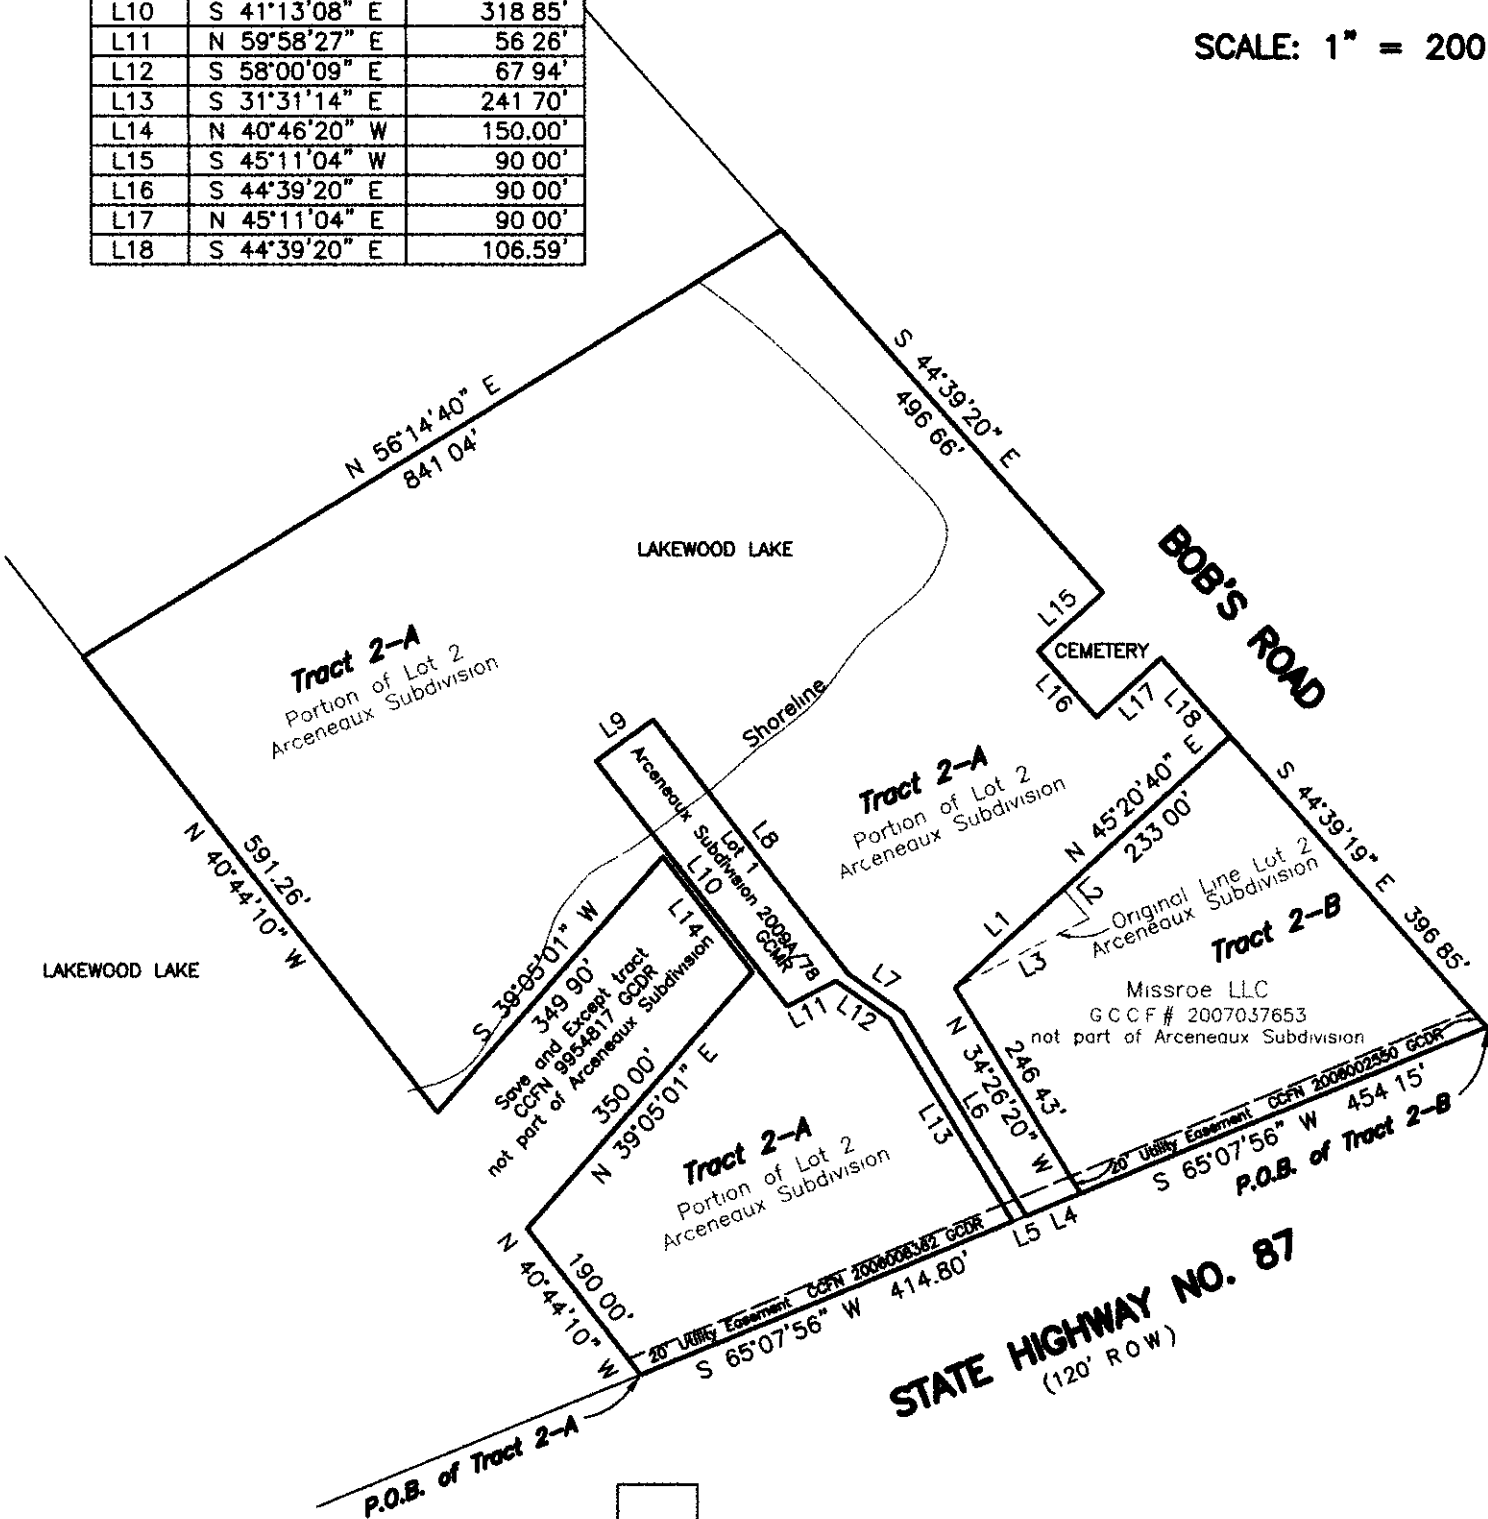 L10 S 41°13'08" E 318 85'
L11 N 59°58'27" E 56 26'
L12 S 58°00'09" E 67 94'
L13 S 31°31'14" E 241 70'
L14 N 40°46'20" W 150.00'
L15 S 45°11'04" W 90 00'
L16 S 44°39'20" E 90 00'
L17 N 45°11'04" E 90 00'
L18 S 44°39'20" E 106.59'
SCALE: 1" = 200
N 56°14'40" E
841 04'
S 44°39'20" E
496 66'
LAKEWOOD LAKE
BOB'S ROAD
L15
CEMETERY
L16
L17
L18
Tract 2-A
Portion of Lot 2
Arceneaux Subdivision
Shoreline
L9
Arceneaux Subdivision 2009A/78
Lot 1
GCMR
L8
L10
L14
Tract 2-A
Portion of Lot 2
Arceneaux Subdivision
N 45°20'40" E
233 00'
S 44°39'19" E
396 85'
L1
L2
L3
Original Line Lot 2
Arceneaux Subdivision
Tract 2-B
Missroe LLC
G C C F # 2007037653
not part of Arceneaux Subdivision
591.26'
N 40°44'10" W
LAKEWOOD LAKE
S 39°05'01" W
349 90'
Save and Except tract
CCFN 9954817 GCDR
not part of Arceneaux Subdivision
350 00'
N 39°05'01" E
L11
L12
L7
L13
L6
N 34°26'20" W
246 43'
20' Utility Easement CCFN 2008002550 GCDR
S 65°07'56" W 454 15'
P.O.B. of Tract 2-B
Tract 2-A
Portion of Lot 2
Arceneaux Subdivision
N 40°44'10" W
190 00'
20' Utility Easement CCFN 2008008382 GCDR
S 65°07'56" W 414.80'
L5 L4
STATE HIGHWAY NO. 87
(120' R O W)
P.O.B. of Tract 2-A